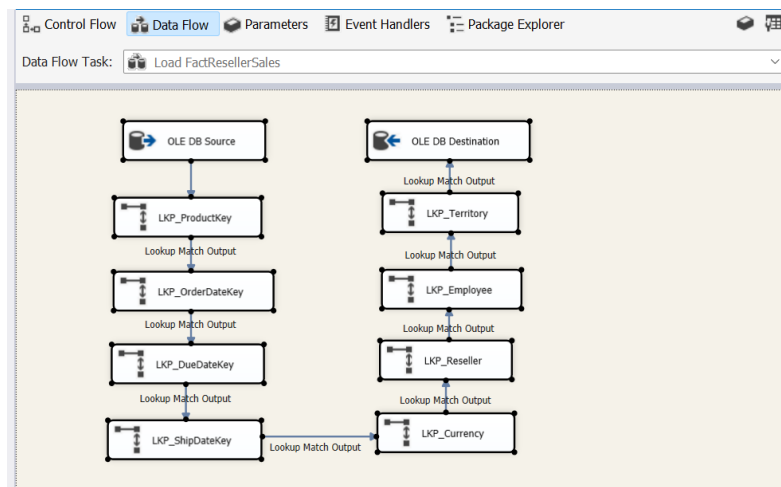 Control Flow Data Flow Parameters Event Handlers Package Explorer
Data Flow Task: Load FactResellerSales
OLE DB Source
LKP_ProductKey
Lookup Match Output
LKP_OrderDateKey
Lookup Match Output
LKP_DueDateKey
Lookup Match Output
LKP_ShipDateKey
Lookup Match Output
LKP_Currency
Lookup Match Output
LKP_Reseller
Lookup Match Output
LKP_Employee
Lookup Match Output
LKP_Territory
Lookup Match Output
OLE DB Destination